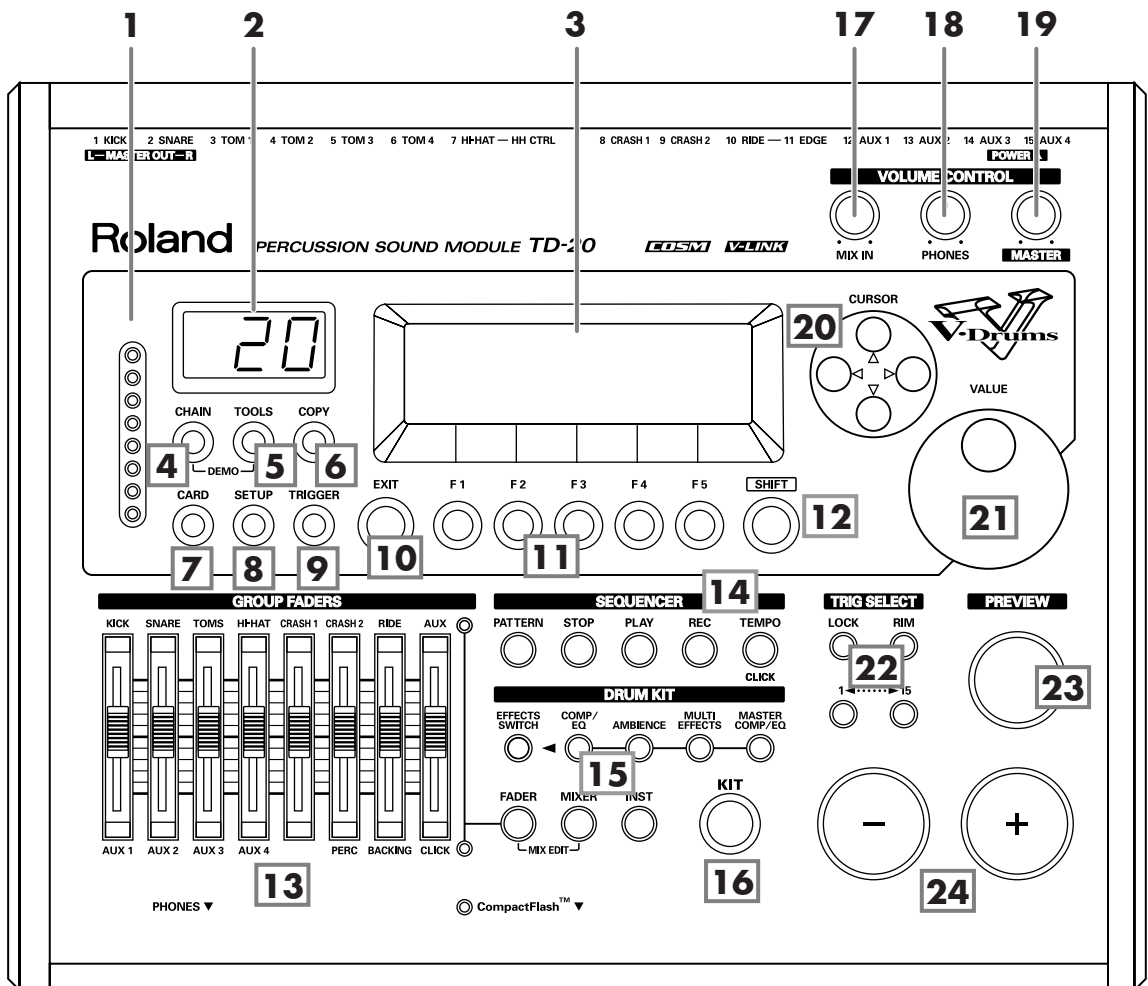 1 2 3 17 18 19
1 KICK 2 SNARE 3 TOM 1 4 TOM 2 5 TOM 3 6 TOM 4 7 HI-HAT — HH CTRL 8 CRASH 1 9 CRASH 2 10 RIDE — 11 EDGE 12 AUX 1 13 AUX 2 14 AUX 3 15 AUX 4
L—MASTER OUT—R POWER ▲
VOLUME CONTROL
Roland PERCUSSION SOUND MODULE TD-20 COSM V-LINK
MIX IN PHONES MASTER
20
CURSOR
20
V-Drums
VALUE
CHAIN TOOLS COPY
4 5 6
DEMO
CARD SETUP TRIGGER EXIT F 1 F 2 F 3 F 4 F 5 SHIFT
7 8 9 10 11 12 21
GROUP FADERS SEQUENCER 14 TRIG SELECT PREVIEW
KICK SNARE TOMS HI-HAT CRASH 1 CRASH 2 RIDE AUX
PATTERN STOP PLAY REC TEMPO LOCK RIM
CLICK
22 23
1 ◄·······► 15
DRUM KIT
EFFECTS SWITCH ◄ COMP/EQ AMBIENCE MULTI EFFECTS MASTER COMP/EQ
15
FADER MIXER INST KIT
MIX EDIT
− +
AUX 1 AUX 2 AUX 3 AUX 4 PERC BACKING CLICK
13 16 24
PHONES ▼ CompactFlash™ ▼